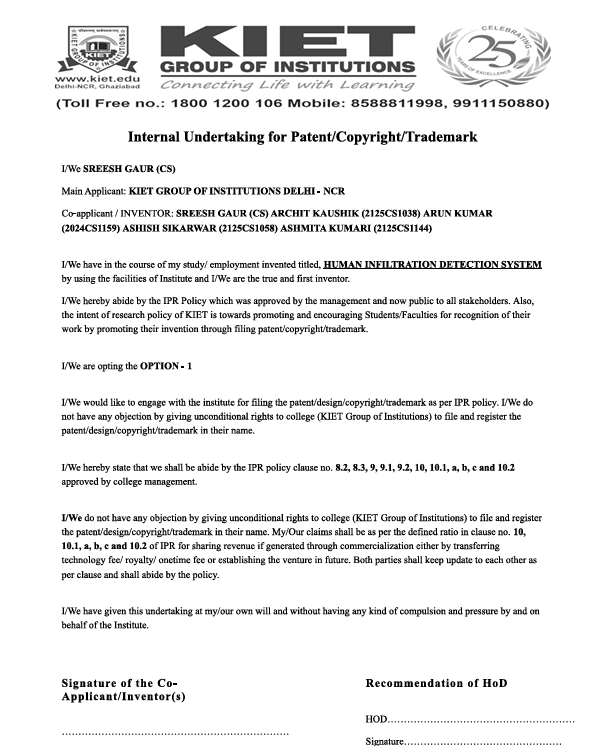 KIET GROUP OF INSTITUTIONS
KIET
www.kiet.edu
Delhi-NCR, Ghaziabad
KIET
GROUP OF INSTITUTIONS
Connecting Life with Learning
CELEBRATING
25
YEARS OF EXCELLENCE
(Toll Free no.: 1800 1200 106 Mobile: 8588811998, 9911150880)
Internal Undertaking for Patent/Copyright/Trademark
I/We SREESH GAUR (CS)
Main Applicant: KIET GROUP OF INSTITUTIONS DELHI - NCR
Co-applicant / INVENTOR: SREESH GAUR (CS) ARCHIT KAUSHIK (2125CS1038) ARUN KUMAR
(2024CS1159) ASHISH SIKARWAR (2125CS1058) ASHMITA KUMARI (2125CS1144)
I/We have in the course of my study/ employment invented titled, HUMAN INFILTRATION DETECTION SYSTEM
by using the facilities of Institute and I/We are the true and first inventor.
I/We hereby abide by the IPR Policy which was approved by the management and now public to all stakeholders. Also,
the intent of research policy of KIET is towards promoting and encouraging Students/Faculties for recognition of their
work by promoting their invention through filing patent/copyright/trademark.
I/We are opting the OPTION - 1
I/We would like to engage with the institute for filing the patent/design/copyright/trademark as per IPR policy. I/We do
not have any objection by giving unconditional rights to college (KIET Group of Institutions) to file and register the
patent/design/copyright/trademark in their name.
I/We hereby state that we shall be abide by the IPR policy clause no. 8.2, 8.3, 9, 9.1, 9.2, 10, 10.1, a, b, c and 10.2
approved by college management.
I/We do not have any objection by giving unconditional rights to college (KIET Group of Institutions) to file and register
the patent/design/copyright/trademark in their name. My/Our claims shall be as per the defined ratio in clause no. 10,
10.1, a, b, c and 10.2 of IPR for sharing revenue if generated through commercialization either by transferring
technology fee/ royalty/ onetime fee or establishing the venture in future. Both parties shall keep update to each other as
per clause and shall abide by the policy.
I/We have given this undertaking at my/our own will and without having any kind of compulsion and pressure by and on
behalf of the Institute.
Signature of the Co-
Applicant/Inventor(s)
Recommendation of HoD
HOD……………………………………………
Signature……………………………………